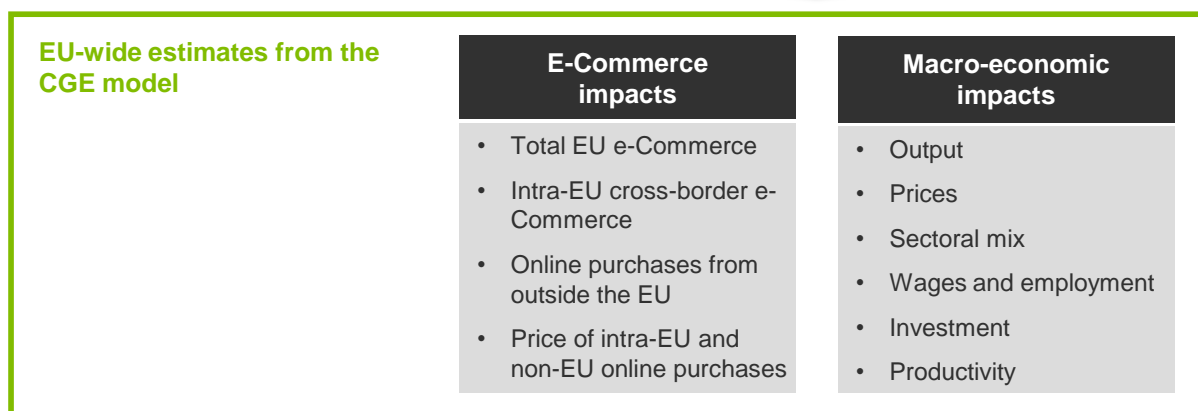 EU-wide estimates from the
CGE model
E-Commerce
impacts
• Total EU e-Commerce
• Intra-EU cross-border e-
Commerce
• Online purchases from
outside the EU
• Price of intra-EU and
non-EU online purchases
Macro-economic
impacts
• Output
• Prices
• Sectoral mix
• Wages and employment
• Investment
• Productivity